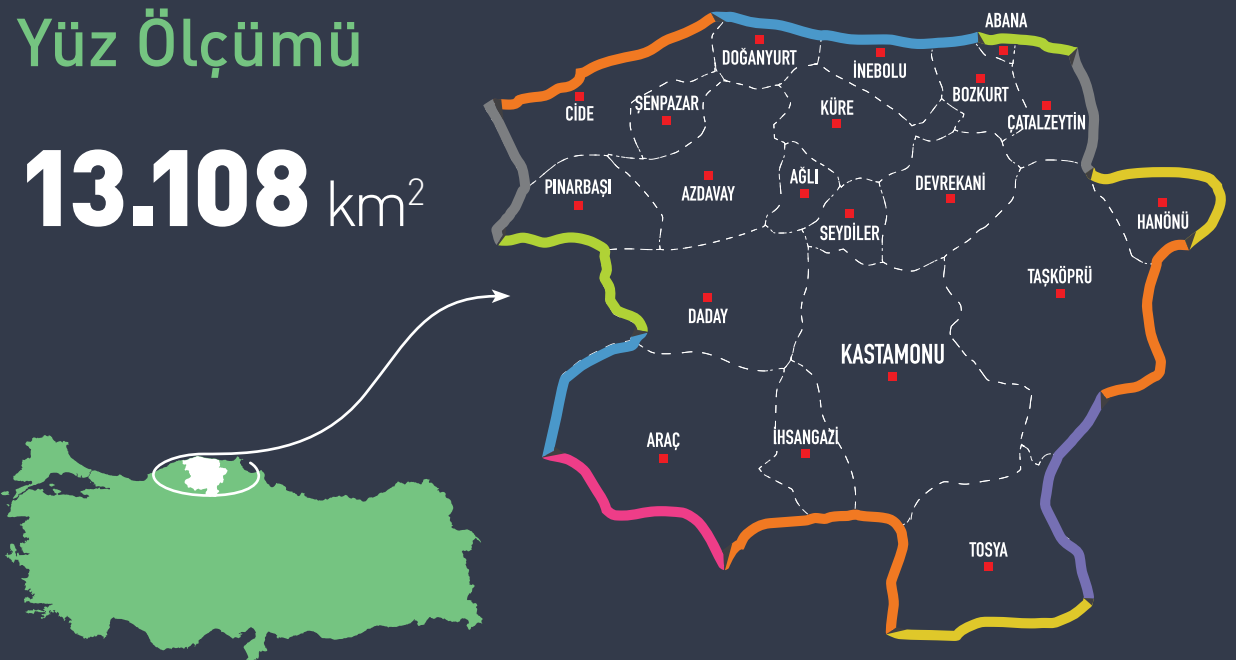 Yüz Ölçümü
13.108 km²
ABANA
DOĞANYURT
İNEBOLU
BOZKURT
CİDE
ŞENPAZAR
KÜRE
ÇATALZEYTİN
PINARBAŞI
AZDAVAY
AĞLI
DEVREKANİ
SEYDİLER
HANÖNÜ
TAŞKÖPRÜ
DADAY
KASTAMONU
ARAÇ
İHSANGAZİ
TOSYA